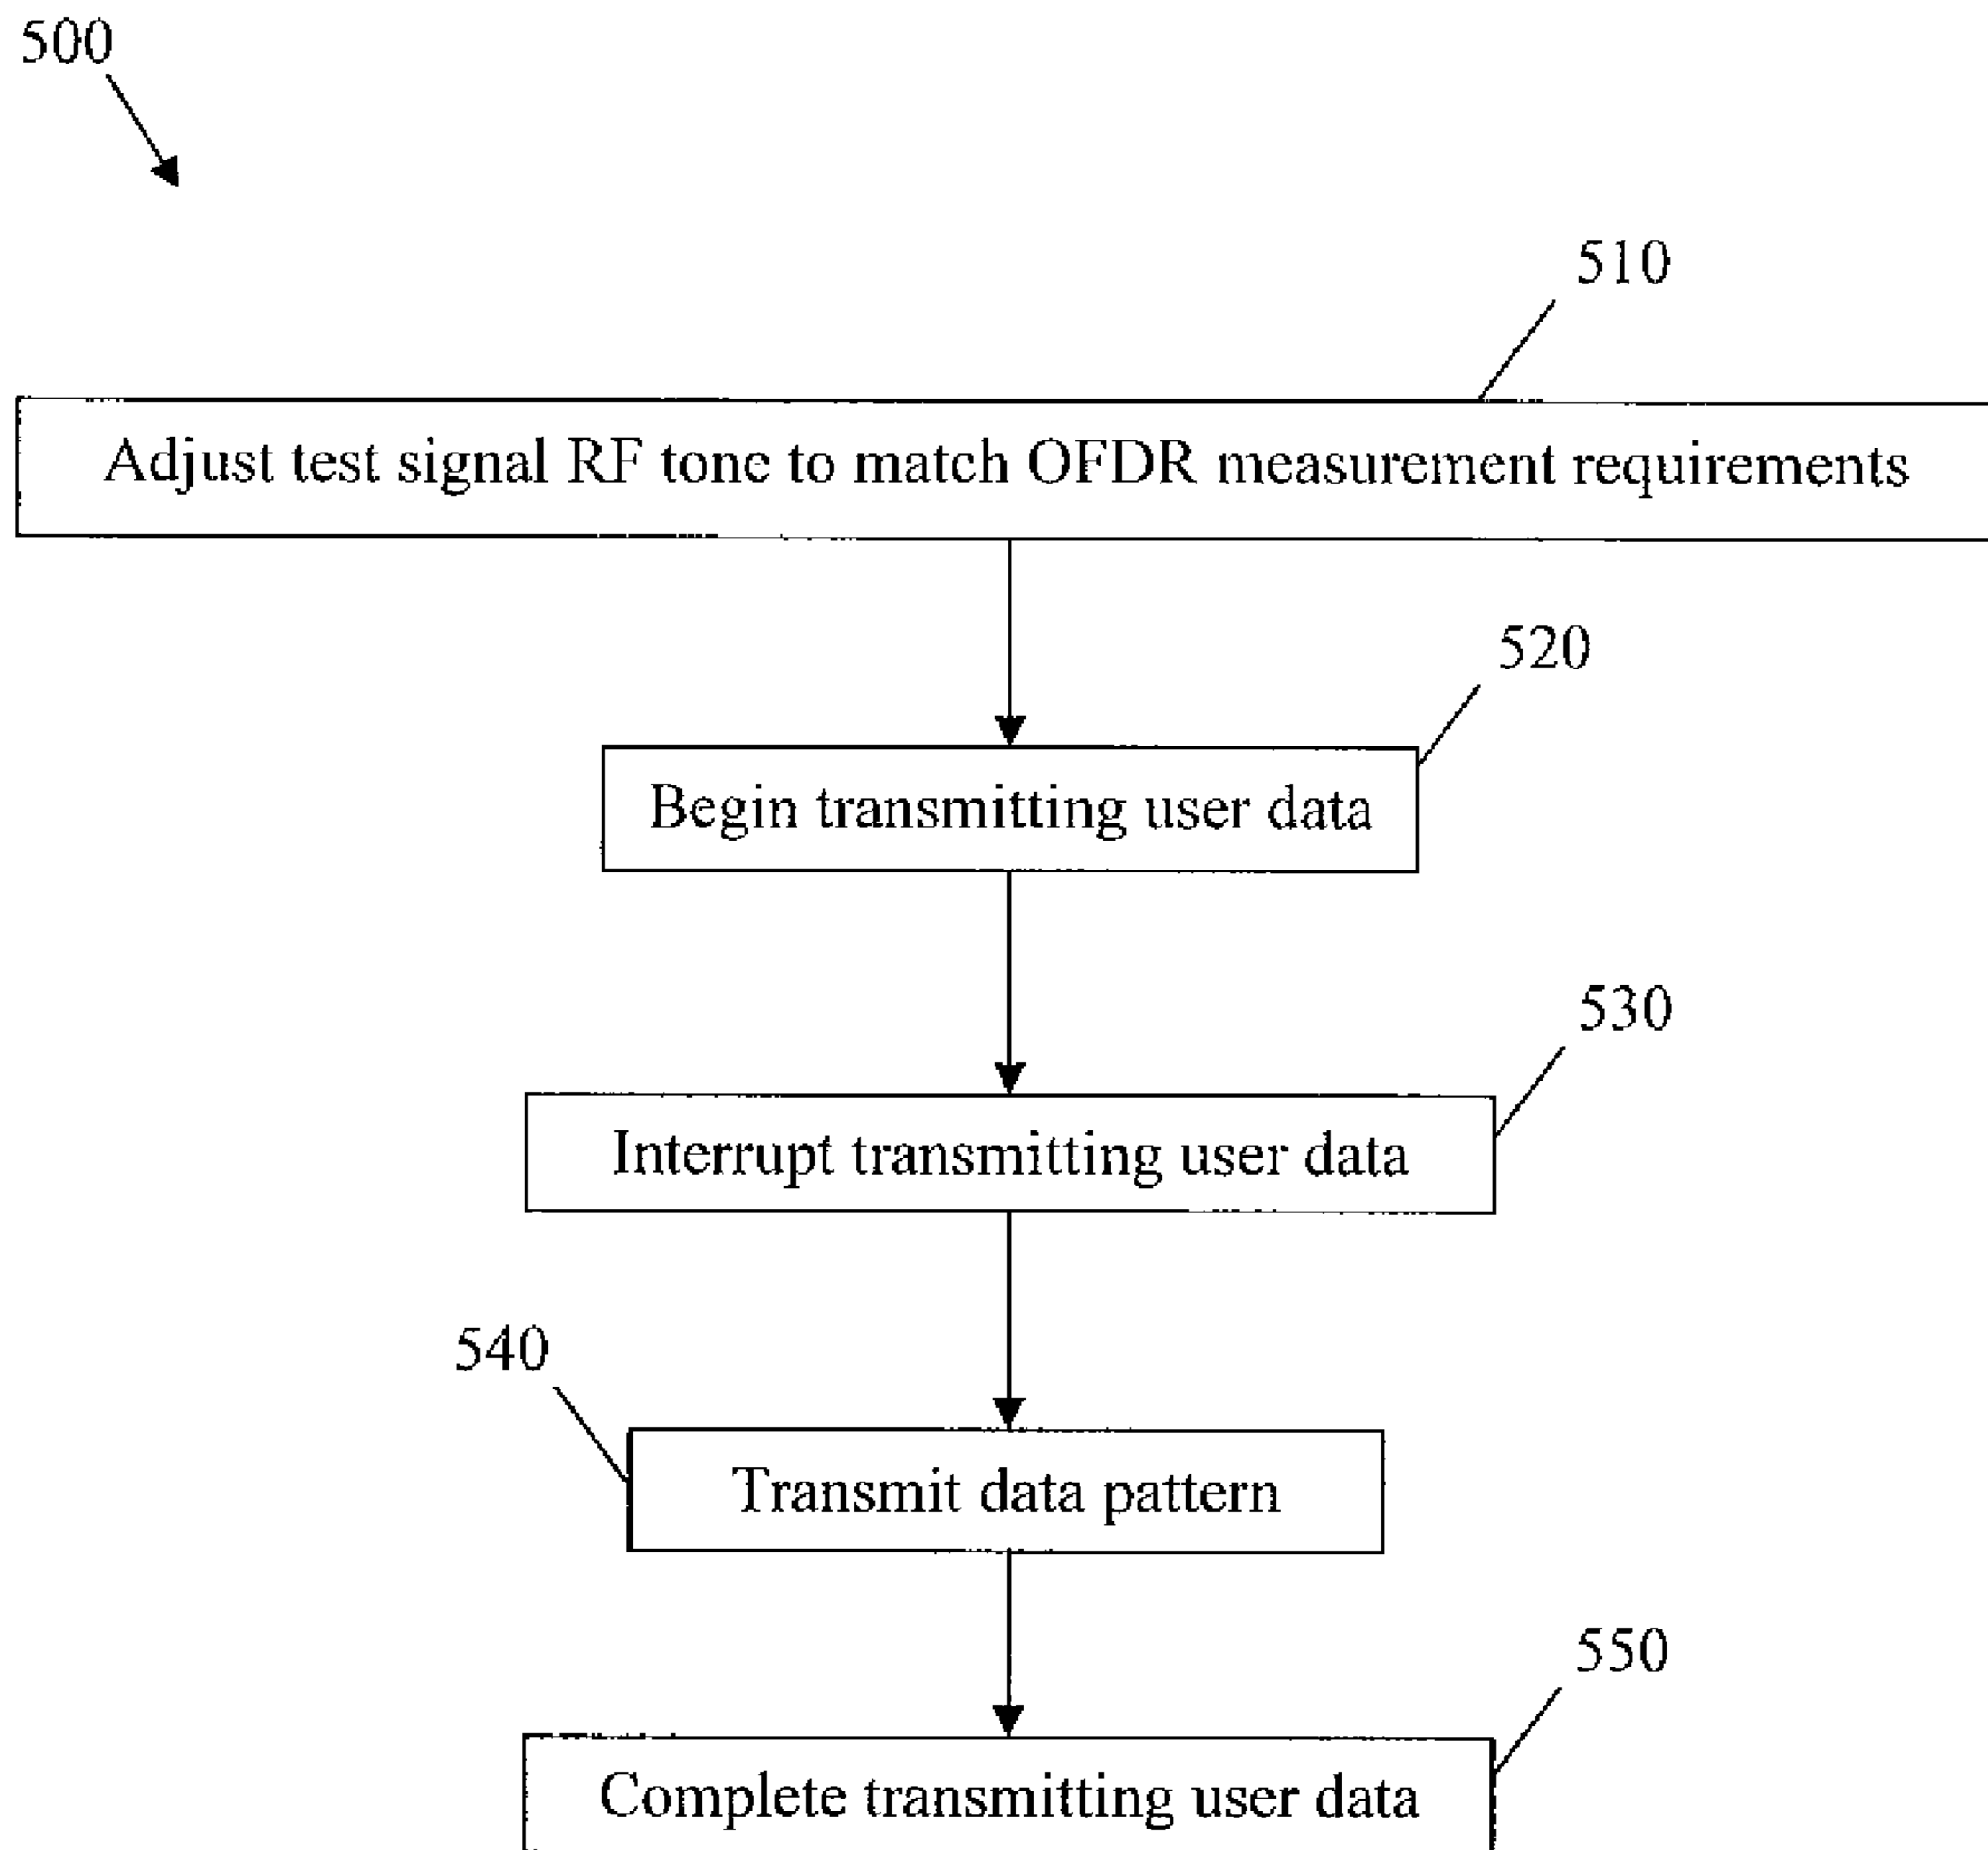 500
510
Adjust test signal RF tone to match OFDR measurement requirements
520
Begin transmitting user data
530
Interrupt transmitting user data
540
Transmit data pattern
550
Complete transmitting user data